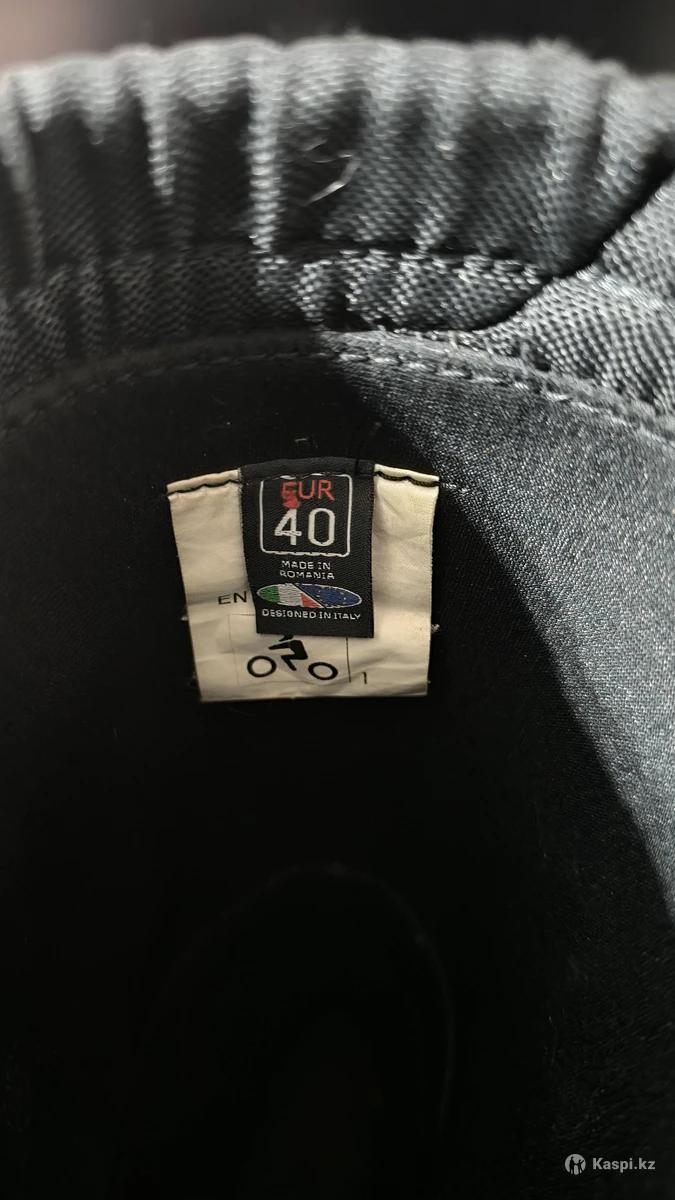 EUR
40
MADE IN
ROMANIA
DESIGNED IN ITALY
EN
1
Kaspi.kz